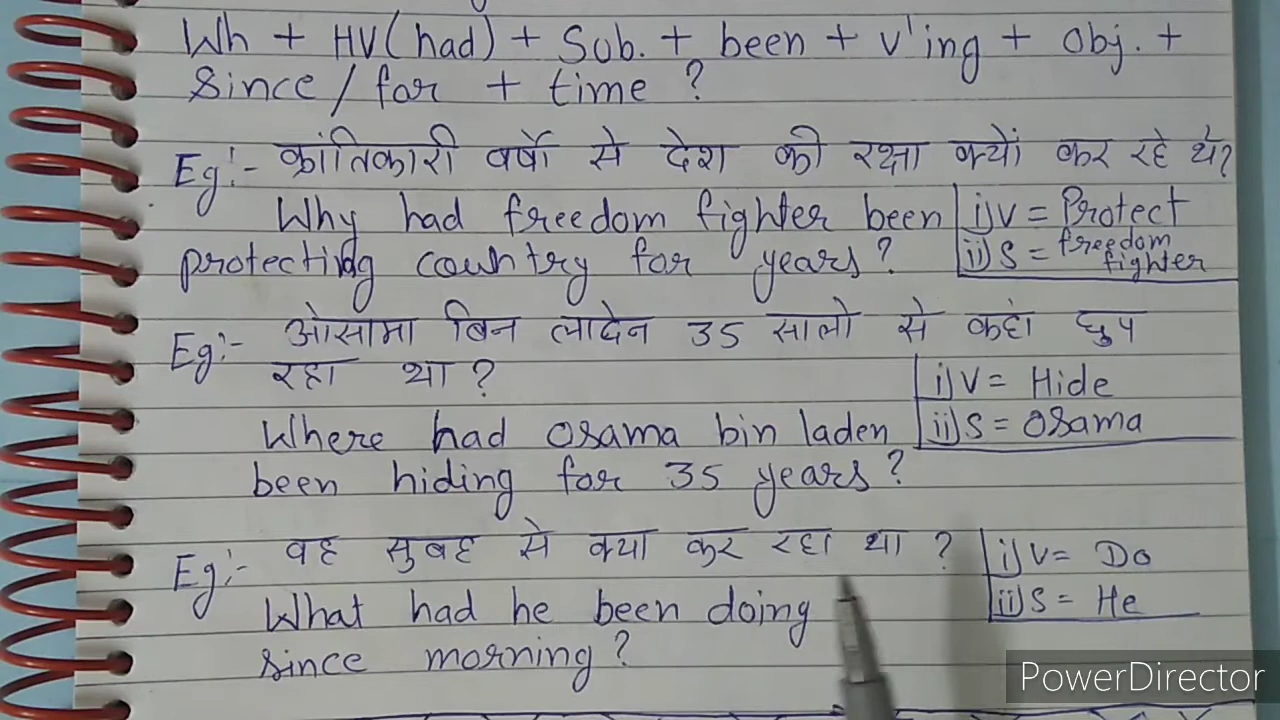 Wh + HV(had) + Sub. + been + v'ing + obj. +
Since/for + time ?
Eg:- क्रांतिकारी वर्षो से देश की रक्षा क्यों कर रहे थे?
Why had freedom fighter been
protecting country for years?
i) V = Protect
ii) S = freedom
fighter
Eg:- ओसामा बिन लादेन 35 सालो से कहां छुप
रहा था?
i) V = Hide
ii) S = Osama
Where had Osama bin laden
been hiding for 35 years?
Eg:- वह सुबह से क्या कर रहा था ?
i) V = Do
ii) S = He
What had he been doing
since morning?
PowerDirector